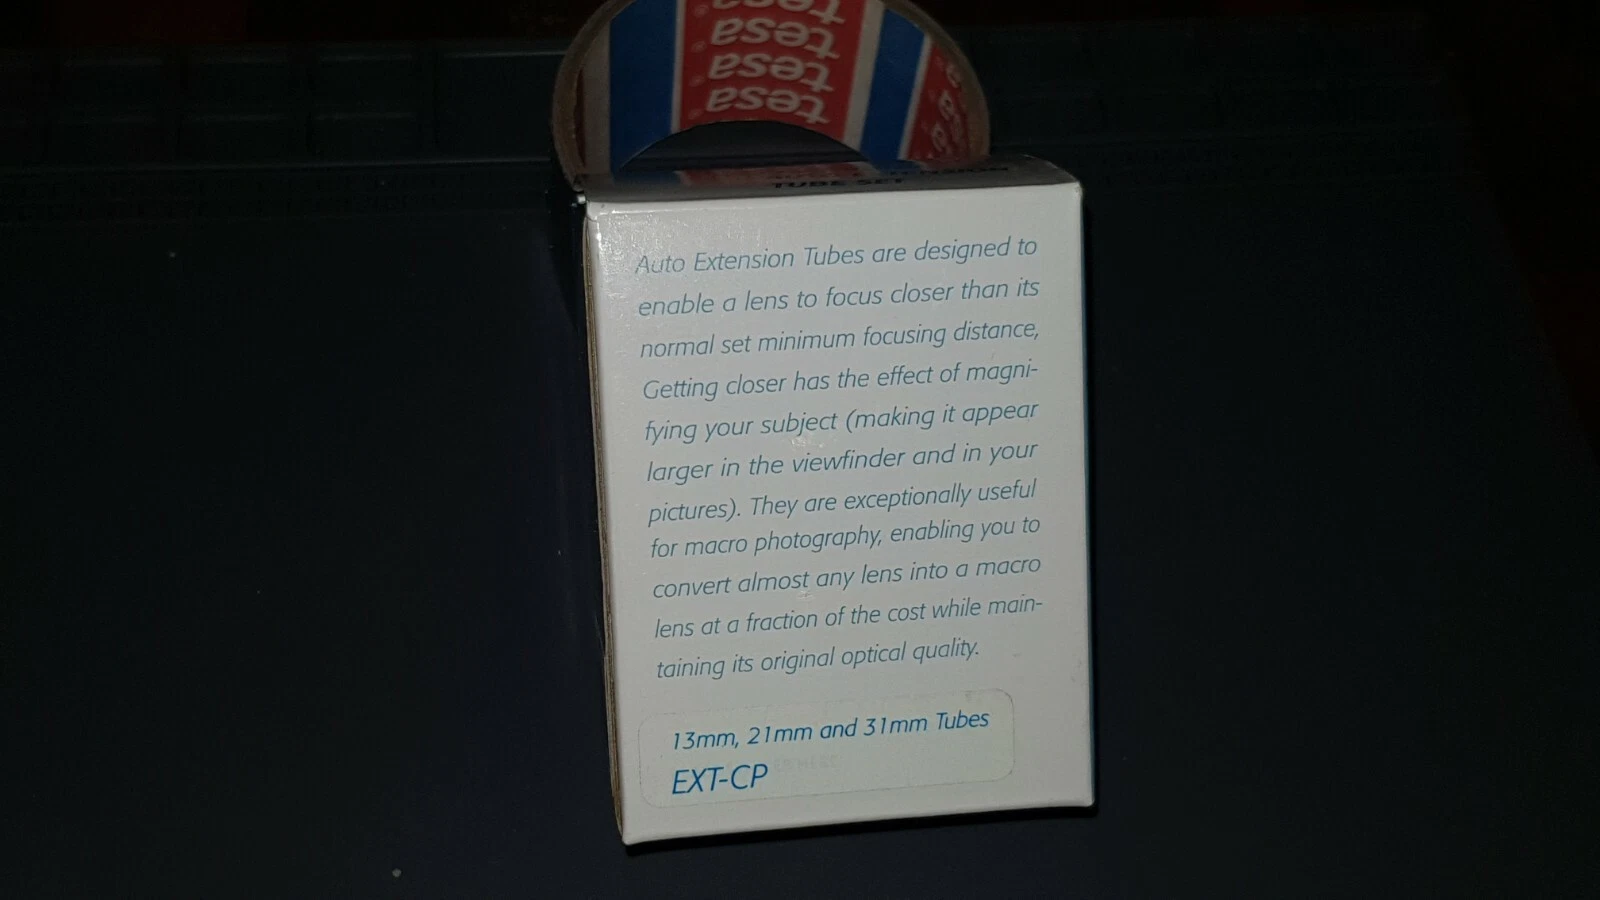 tesa
tesa
tesa
tesa
TUBE SET
Auto Extension Tubes are designed to
enable a lens to focus closer than its
normal set minimum focusing distance,
Getting closer has the effect of magni-
fying your subject (making it appear
larger in the viewfinder and in your
pictures). They are exceptionally useful
for macro photography, enabling you to
convert almost any lens into a macro
lens at a fraction of the cost while main-
taining its original optical quality.
13mm, 21mm and 31mm Tubes
EXT-CP